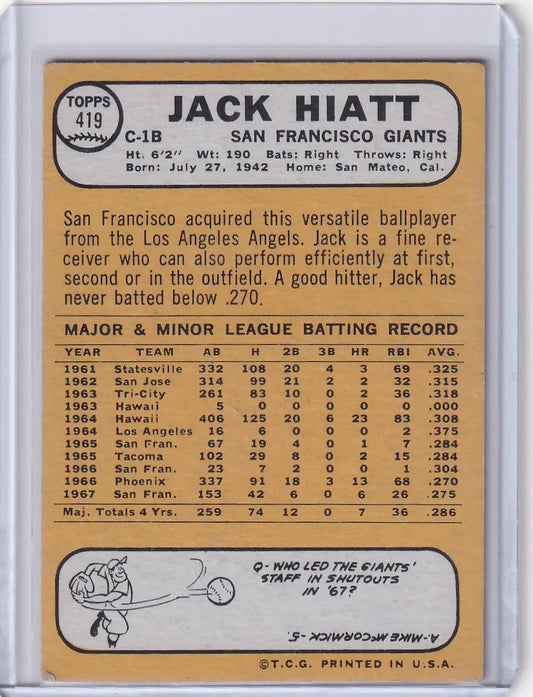 TOPPS
419
JACK HIATT
C-1B SAN FRANCISCO GIANTS
Ht. 6'2" Wt: 190 Bats: Right Throws: Right
Born: July 27, 1942 Home: San Mateo, Cal.
San Francisco acquired this versatile ballplayer
from the Los Angeles Angels. Jack is a fine re-
ceiver who can also perform efficiently at first,
second or in the outfield. A good hitter, Jack has
never batted below .270.
MAJOR & MINOR LEAGUE BATTING RECORD
YEAR TEAM AB H 2B 3B HR RBI AVG.
1961 Statesville 332 108 20 4 3 69 .325
1962 San Jose 314 99 21 2 2 32 .315
1963 Tri-City 261 83 10 0 2 36 .318
1963 Hawaii 5 0 0 0 0 0 .000
1964 Hawaii 406 125 20 6 23 83 .308
1964 Los Angeles 16 6 0 0 0 2 .375
1965 San Fran. 67 19 4 0 1 7 .284
1965 Tacoma 102 29 8 0 2 15 .284
1966 San Fran. 23 7 2 0 0 1 .304
1966 Phoenix 337 91 18 3 13 68 .270
1967 San Fran. 153 42 6 0 6 26 .275
Maj. Totals 4 Yrs. 259 74 12 0 7 36 .286
Q- WHO LED THE GIANTS'
STAFF IN SHUTOUTS
IN '67?
A- MIKE McCORMICK -5.
©T.C.G. PRINTED IN U.S.A.